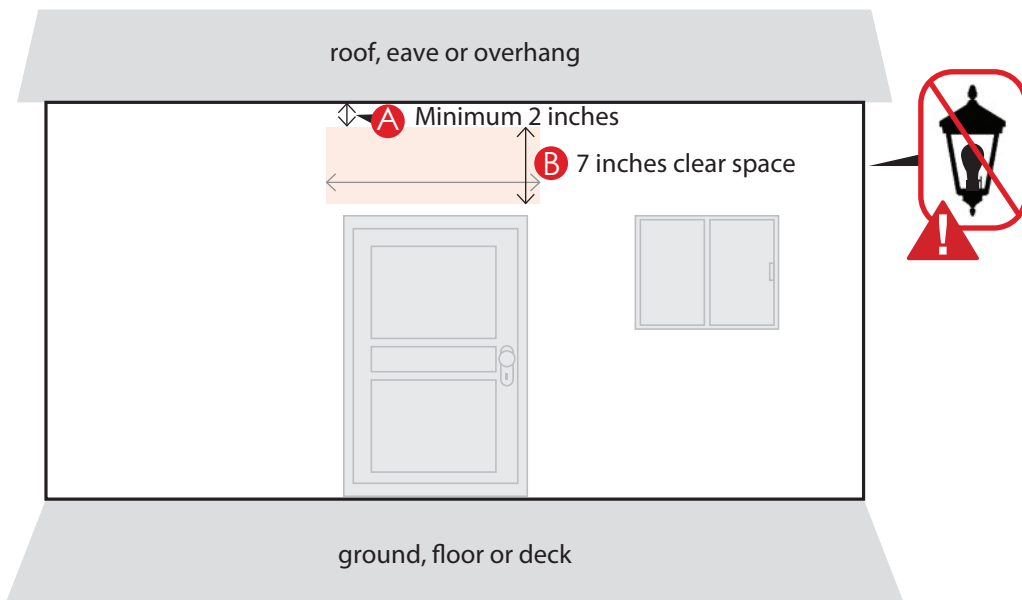 roof, eave or overhang
A Minimum 2 inches
B 7 inches clear space
!
ground, floor or deck